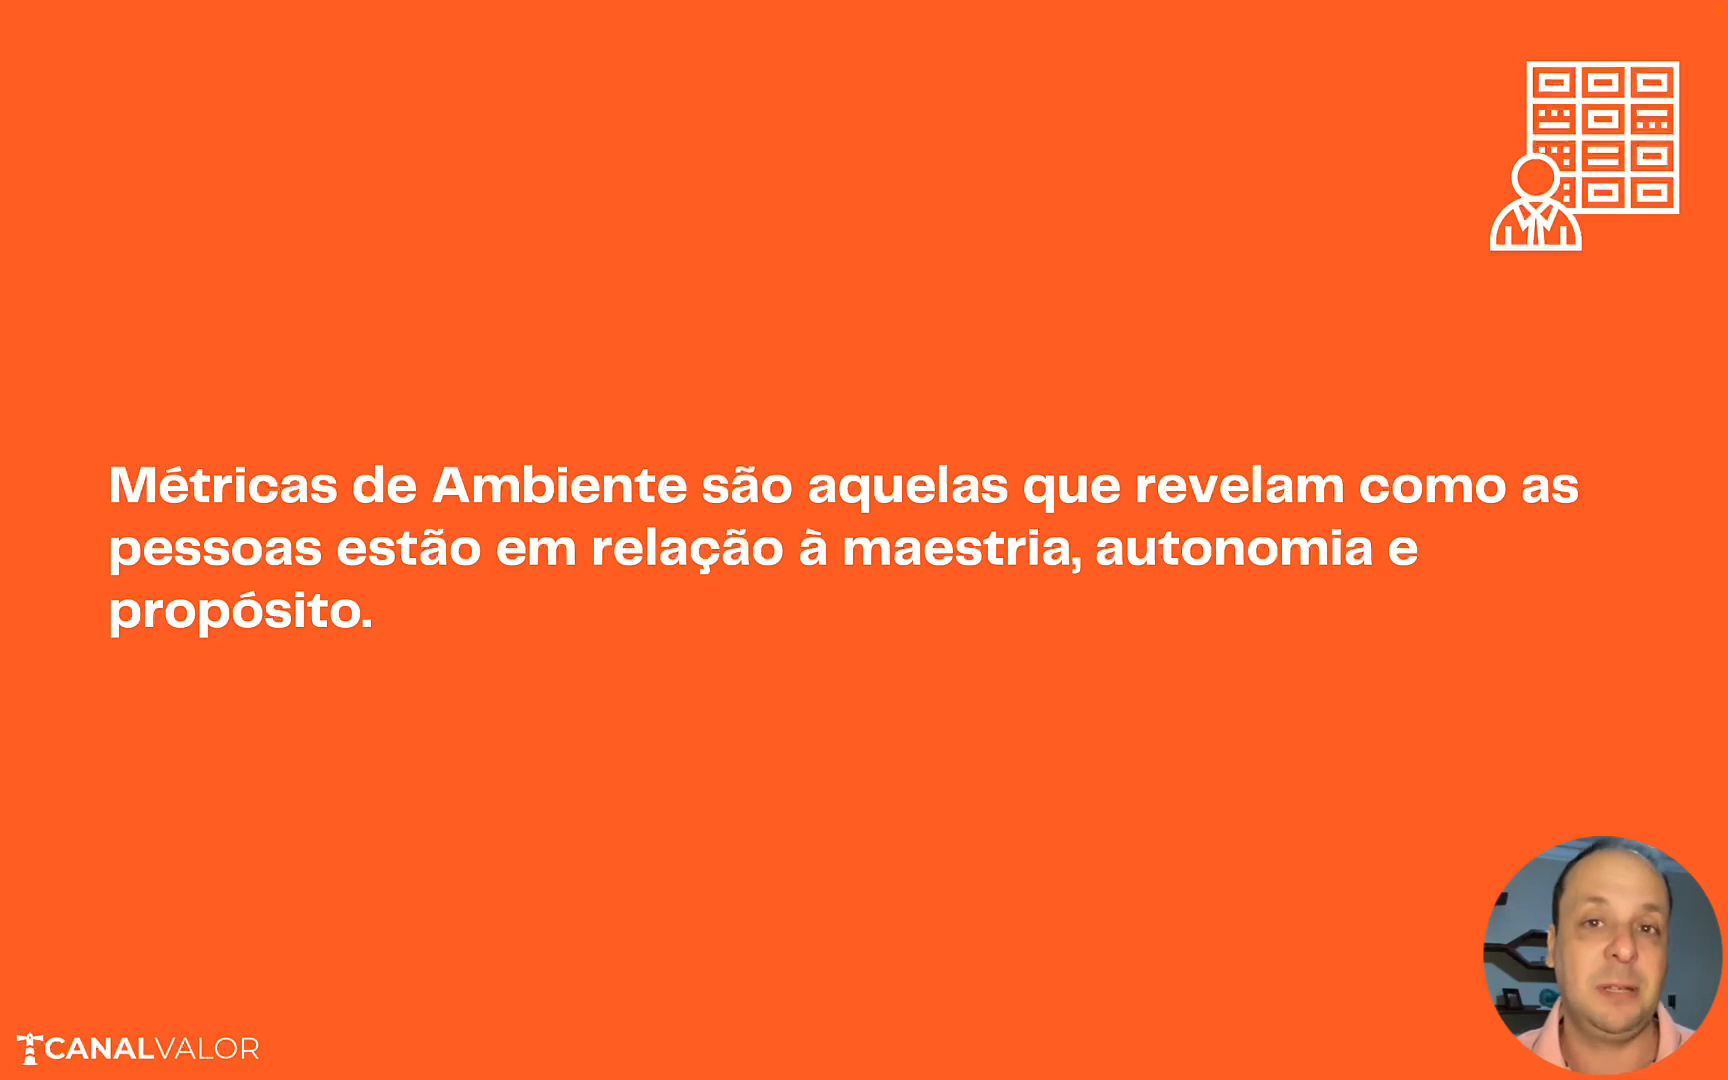 Métricas de Ambiente são aquelas que revelam como as
pessoas estão em relação à maestria, autonomia e
propósito.
CANALVALOR